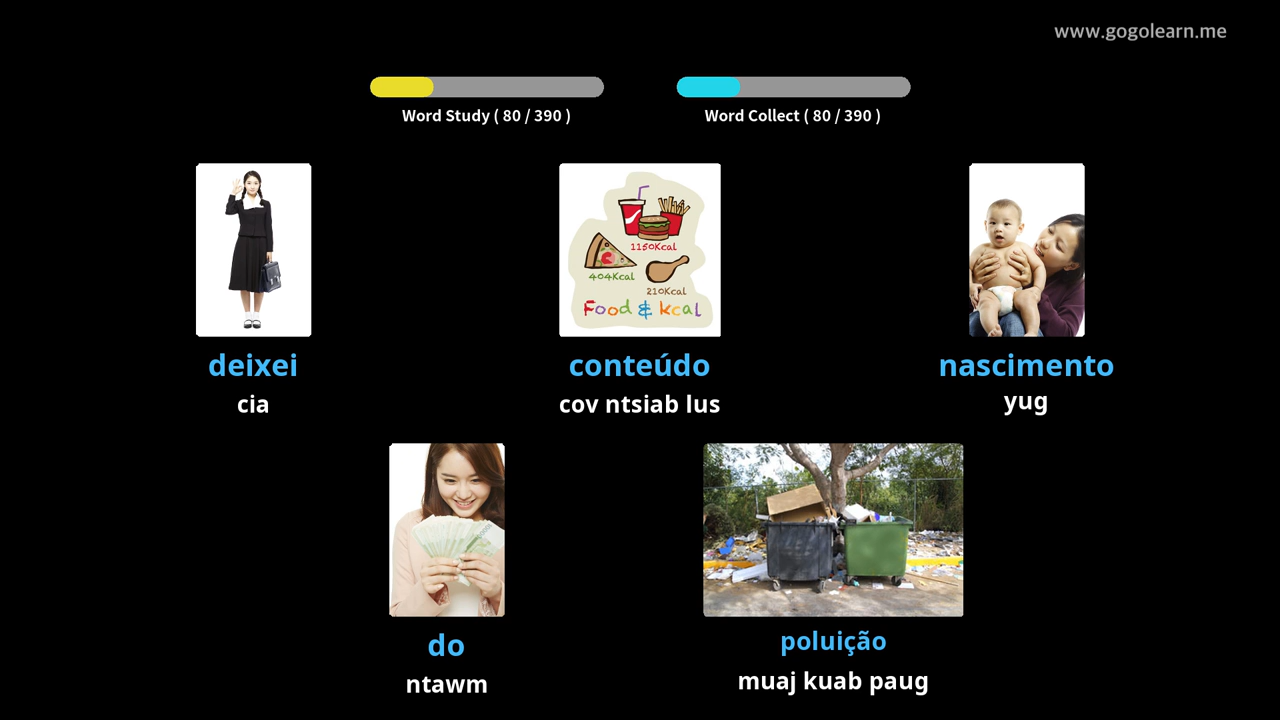 www.gogolearn.me
Word Study ( 80 / 390 )
Word Collect ( 80 / 390 )
1150Kcal
404Kcal
210Kcal
Food & kcal
deixei
conteúdo
nascimento
cia
cov ntsiab lus
yug
do
poluição
ntawm
muaj kuab paug